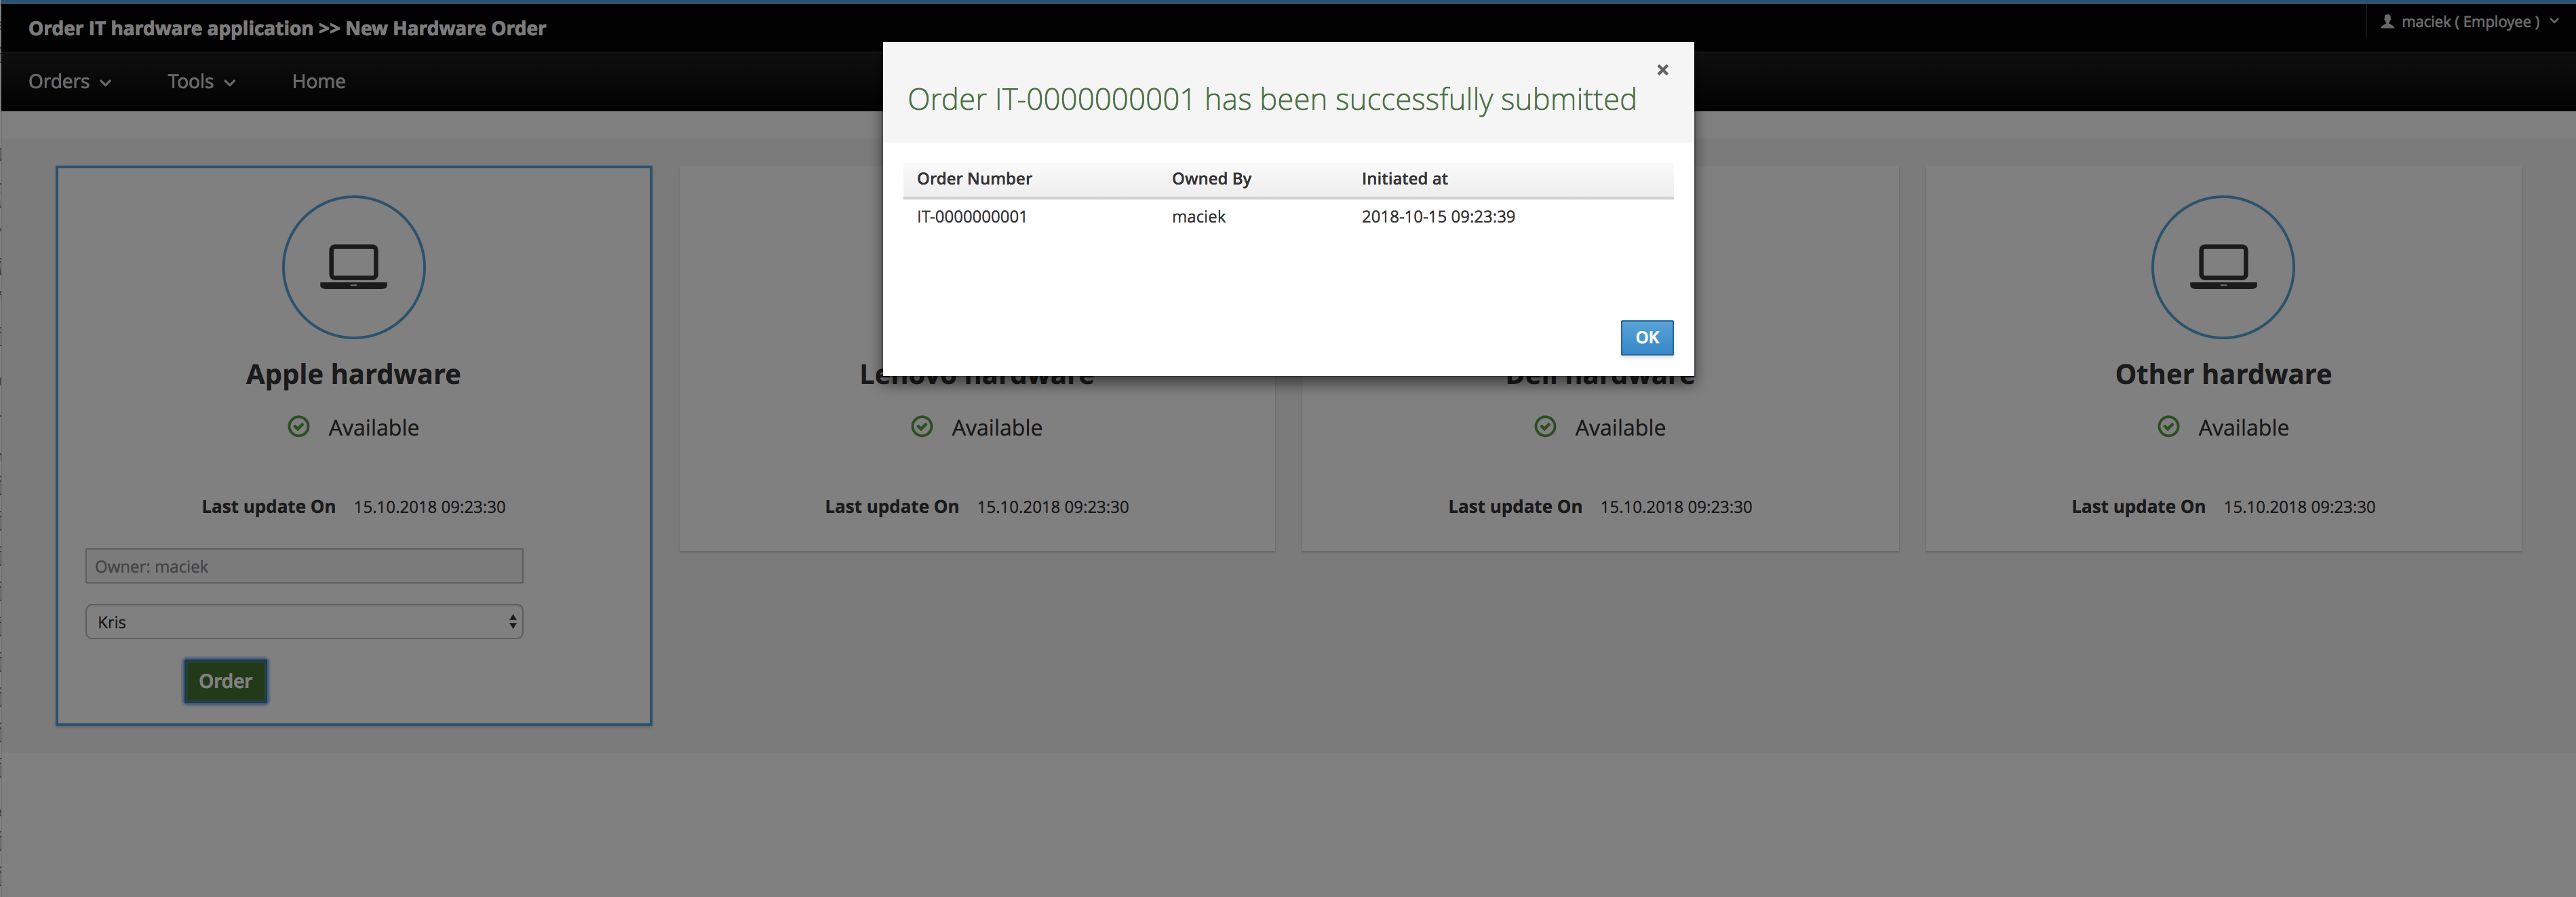 Order IT hardware application >> New Hardware Order
maciek ( Employee )
Orders
Tools
Home
×
Order IT-0000000001 has been successfully submitted
Order Number Owned By Initiated at
IT-0000000001 maciek 2018-10-15 09:23:39
OK
Apple hardware
Available
Last update On 15.10.2018 09:23:30
Owner: maciek
Kris
Order
Lenovo hardware
Available
Last update On 15.10.2018 09:23:30
Dell hardware
Available
Last update On 15.10.2018 09:23:30
Other hardware
Available
Last update On 15.10.2018 09:23:30